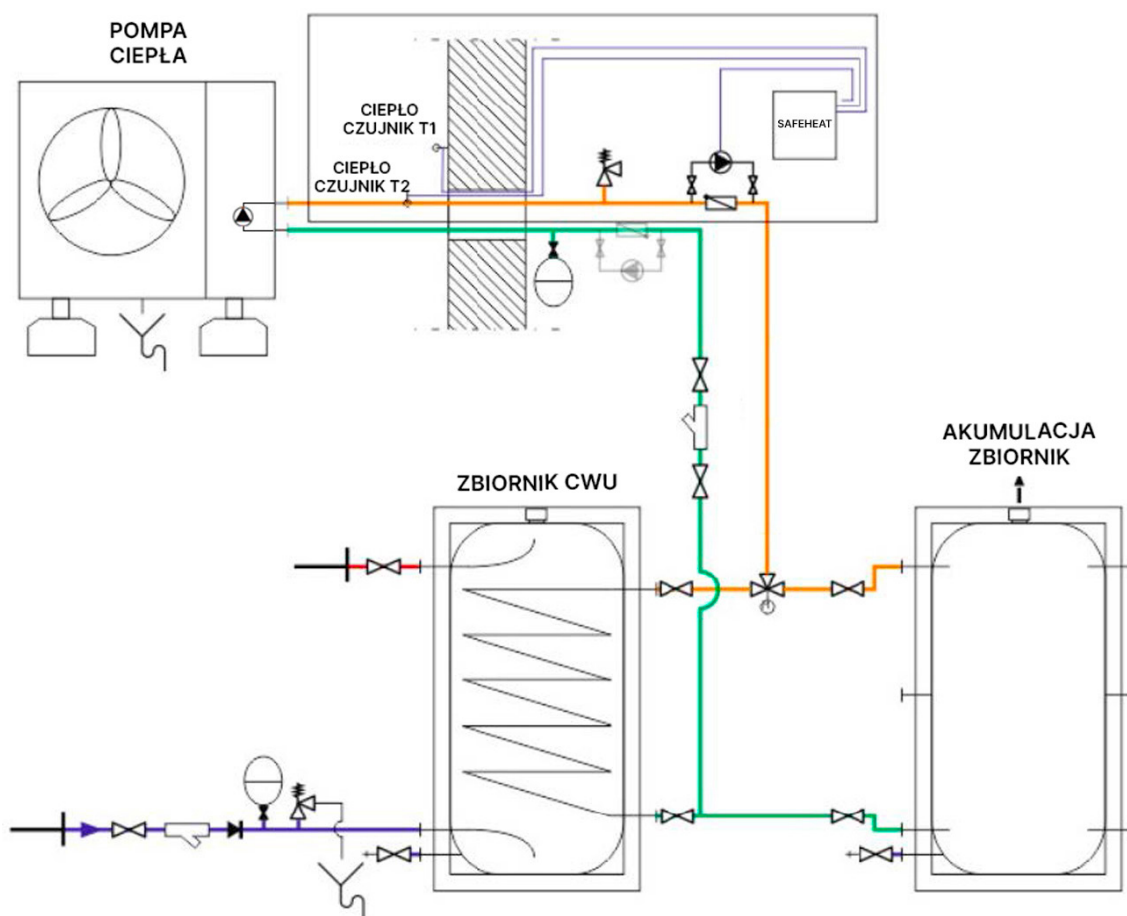 POMPA
CIEPŁA
CIEPŁO
CZUJNIK T1
CIEPŁO
CZUJNIK T2
SAFEHEAT
ZBIORNIK CWU
AKUMULACJA
ZBIORNIK